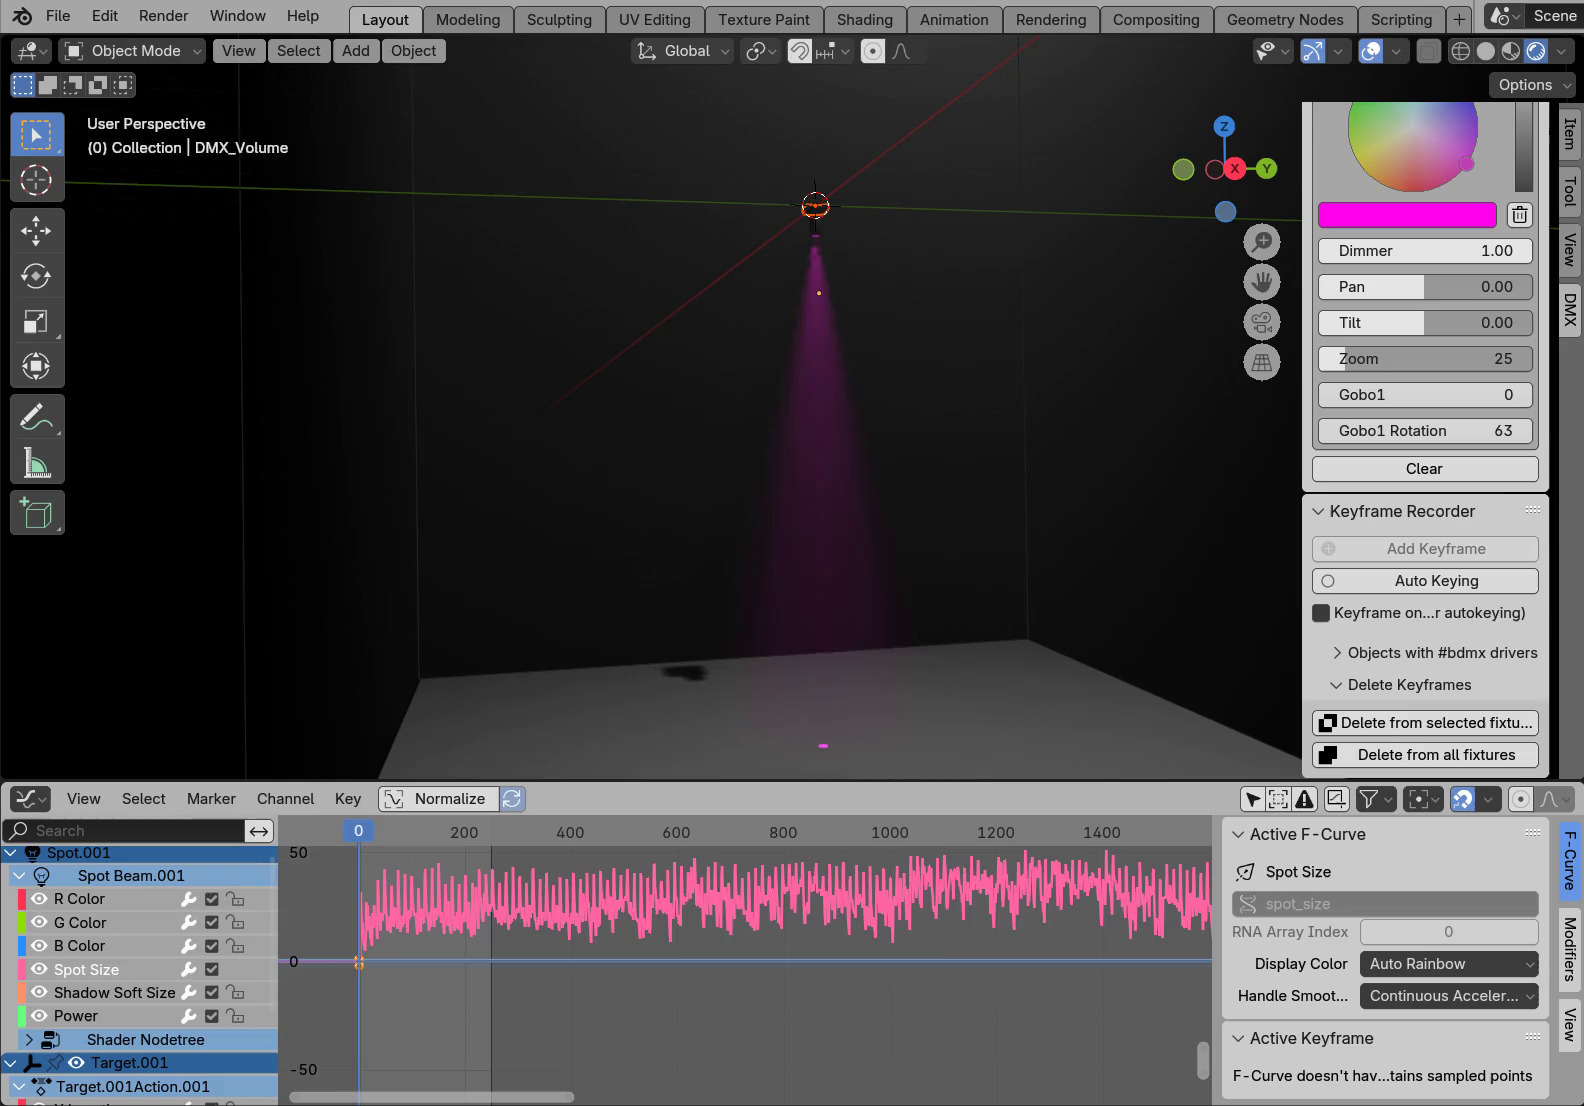 File Edit Render Window Help Layout Modeling Sculpting UV Editing Texture Paint Shading Animation Rendering Compositing Geometry Nodes Scripting + Scene
Object Mode View Select Add Object Global
Options
User Perspective
(0) Collection | DMX_Volume
Z
X
Y
Item
Tool
View
DMX
Dimmer 1.00
Pan 0.00
Tilt 0.00
Zoom 25
Gobo1 0
Gobo1 Rotation 63
Clear
Keyframe Recorder
Add Keyframe
Auto Keying
Keyframe on...r autokeying)
Objects with #bdmx drivers
Delete Keyframes
Delete from selected fixtu...
Delete from all fixtures
View Select Marker Channel Key Normalize
Search
0 200 400 600 800 1000 1200 1400
50
0
-50
Spot.001
Spot Beam.001
R Color
G Color
B Color
Spot Size
Shadow Soft Size
Power
Shader Nodetree
Target.001
Target.001Action.001
Active F-Curve
Spot Size
spot_size
RNA Array Index 0
Display Color Auto Rainbow
Handle Smoot... Continuous Acceler...
Active Keyframe
F-Curve doesn't hav...tains sampled points
F-Curve
Modifiers
View